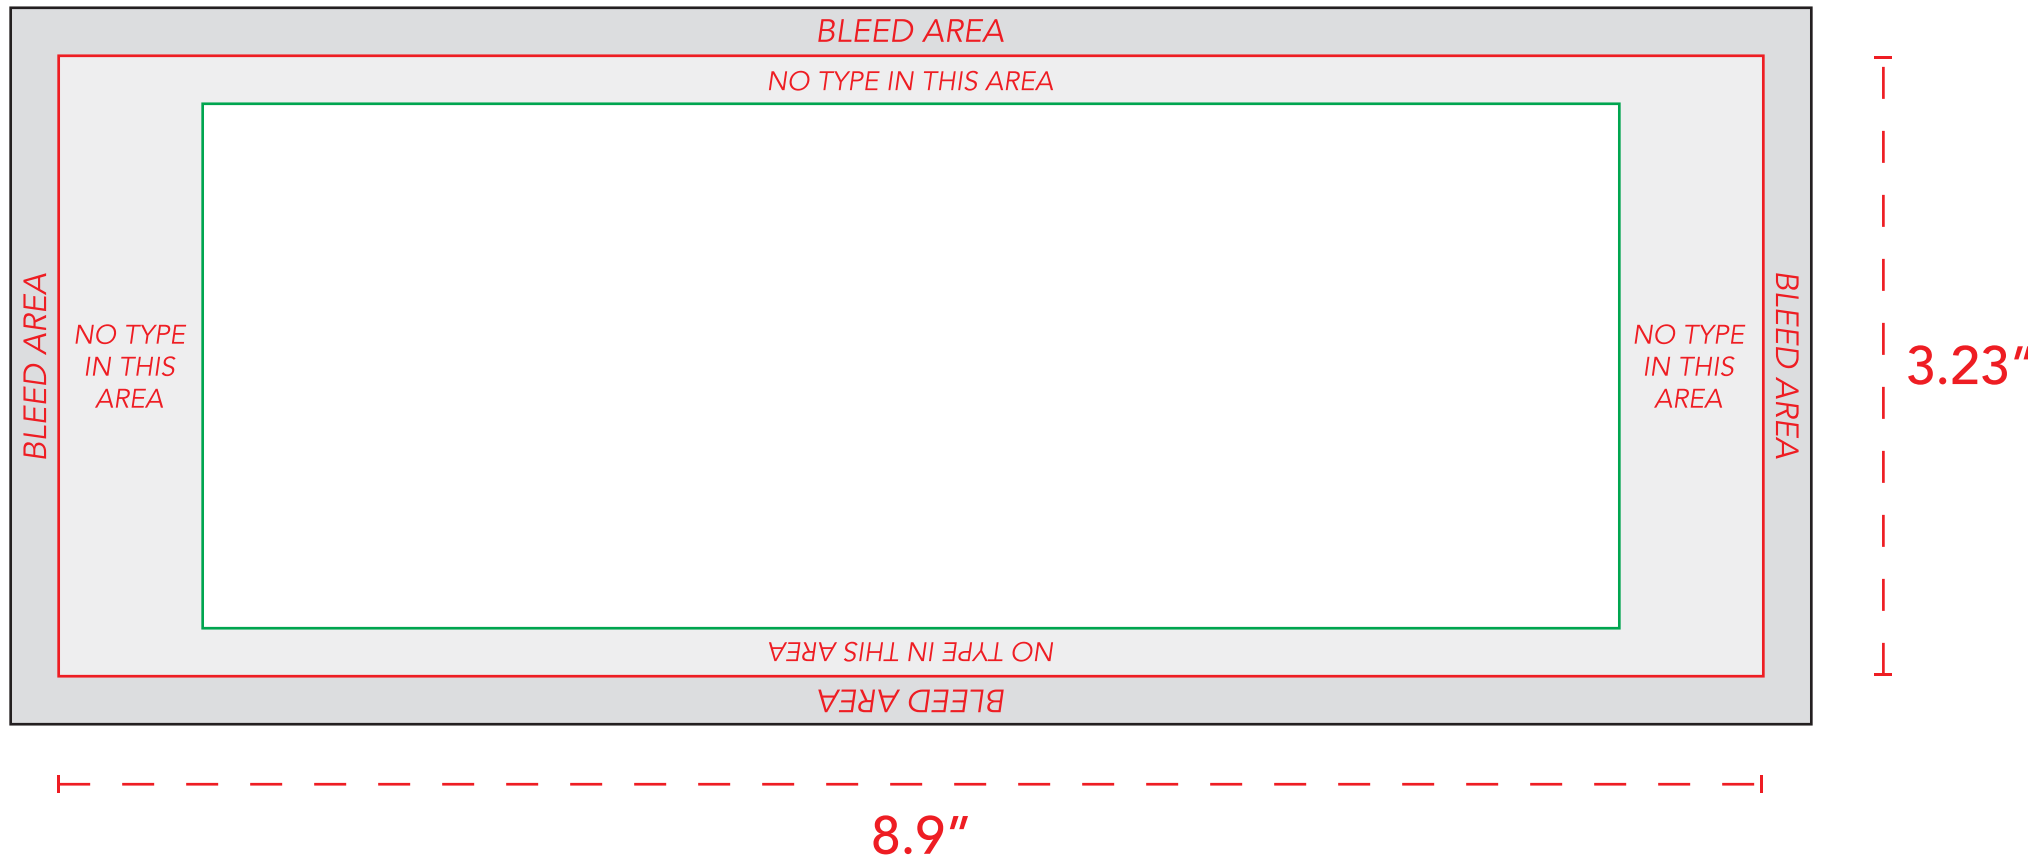 BLEED AREA
NO TYPE IN THIS AREA
BLEED AREA
NO TYPE
IN THIS
AREA
NO TYPE
IN THIS
AREA
BLEED AREA
3.23”
NO TYPE IN THIS AREA
BLEED AREA
8.9”